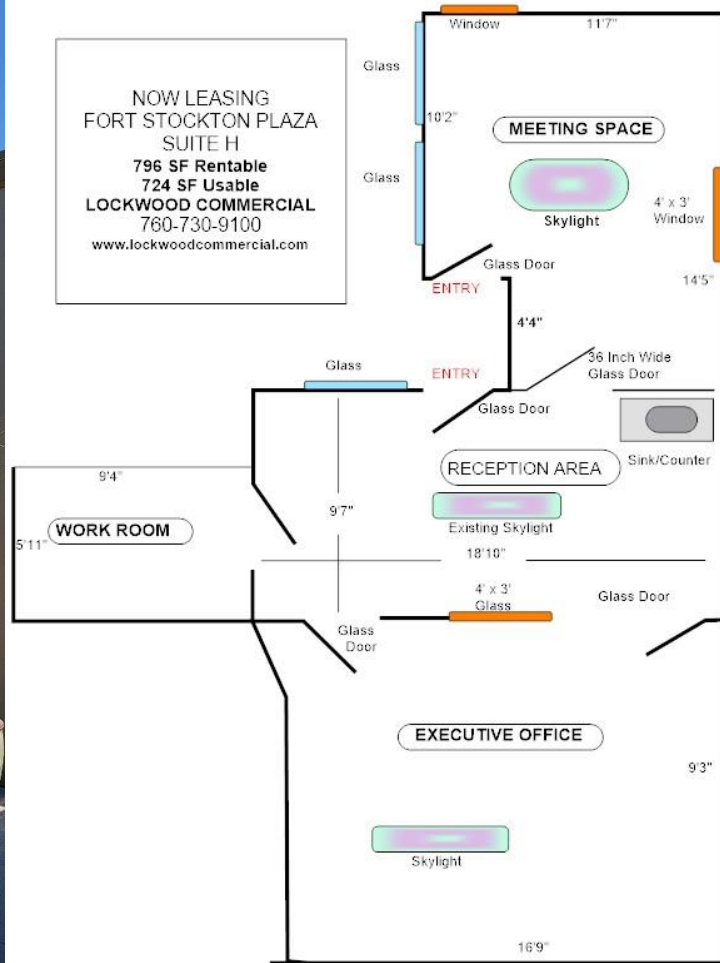 Window
11'7"
Glass
NOW LEASING
FORT STOCKTON PLAZA
SUITE H
796 SF Rentable
724 SF Usable
LOCKWOOD COMMERCIAL
760-730-9100
www.lockwoodcommercial.com
10'2"
MEETING SPACE
Glass
4' x 3'
Window
Skylight
Glass Door
14'5"
ENTRY
4'4"
36 Inch Wide
Glass Door
Glass
ENTRY
Glass Door
Sink/Counter
RECEPTION AREA
9'4"
9'7"
Existing Skylight
WORK ROOM
5'11"
18'10"
4' x 3'
Glass
Glass Door
Glass
Door
EXECUTIVE OFFICE
9'3"
Skylight
16'9"